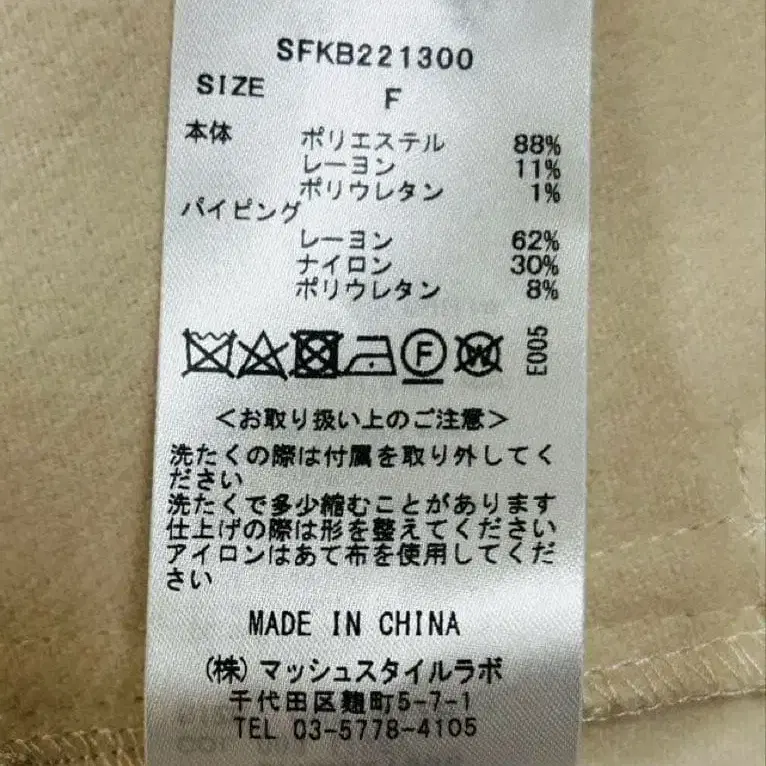 SFKB221300
SIZE F
本体 ポリエステル 88%
レーヨン 11%
ポリウレタン 1%
パイピング
レーヨン 62%
ナイロン 30%
ポリウレタン 8%
F W E005
<お取り扱い上のご注意>
洗たくの際は付属を取り外してく
ださい
洗たくで多少縮むことがあります
仕上げの際は形を整えてください
アイロンはあて布を使用してくだ
さい
MADE IN CHINA
(株)マッシュスタイルラボ
千代田区麹町5-7-1
TEL 03-5778-4105